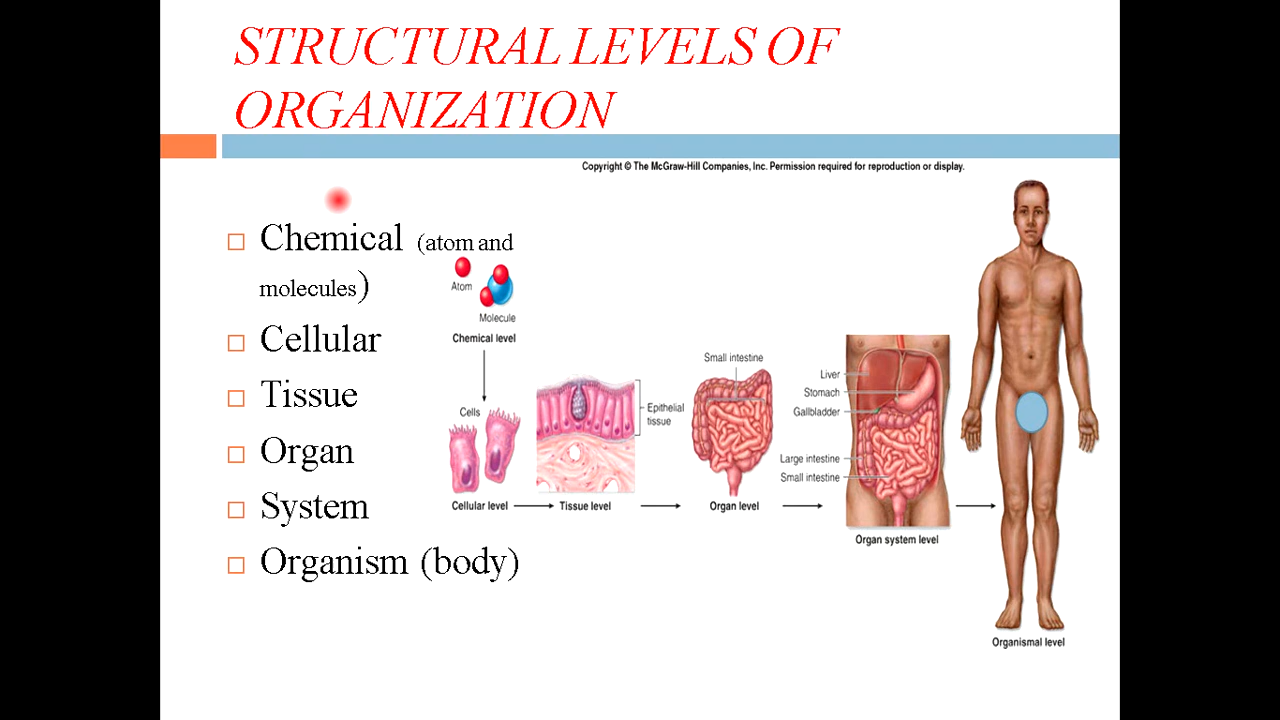 STRUCTURAL LEVELS OF
ORGANIZATION
Copyright © The McGraw-Hill Companies, Inc. Permission required for reproduction or display.
Chemical (atom and
molecules)
Cellular
Tissue
Organ
System
Organism (body)
Atom
Molecule
Chemical level
Cells
Cellular level
Epithelial
tissue
Tissue level
Small intestine
Organ level
Liver
Stomach
Gallbladder
Large intestine
Small intestine
Organ system level
Organismal level